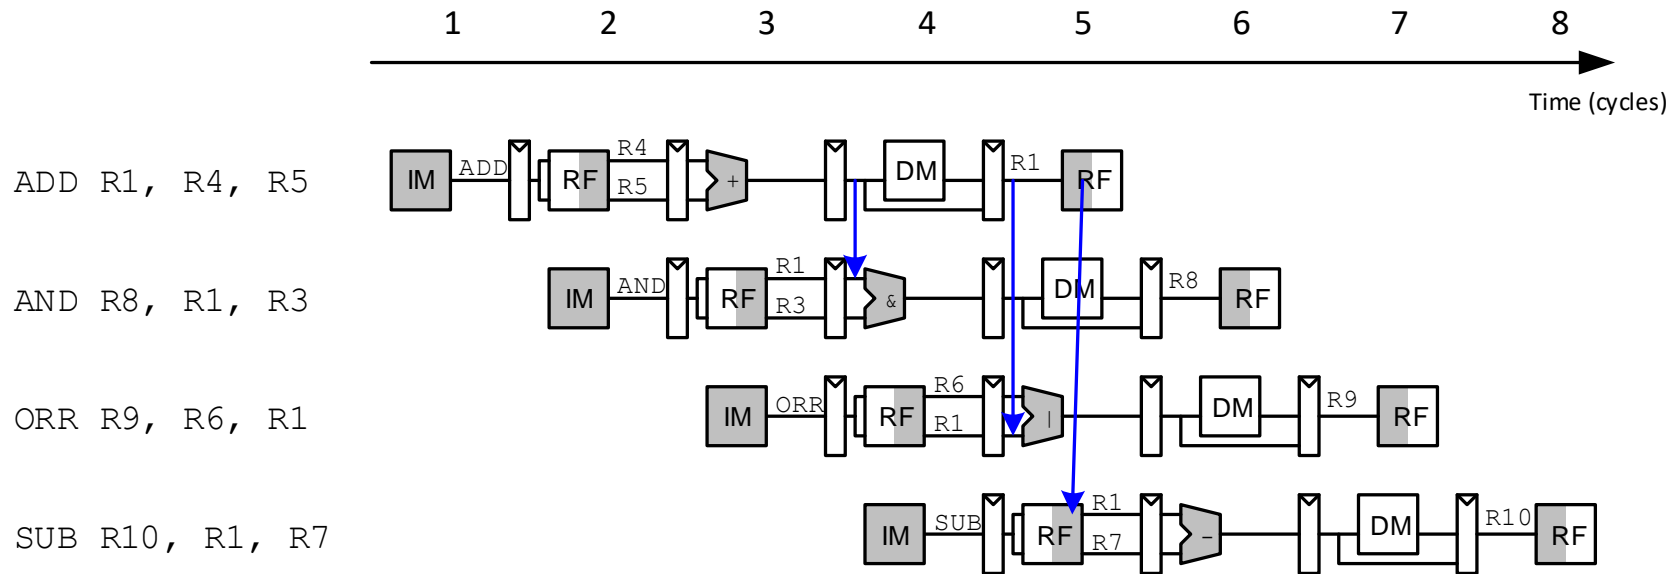 1 2 3 4 5 6 7 8
Time (cycles)
ADD R1, R4, R5
IM ADD RF R4 R5 + DM R1 RF
AND R8, R1, R3
IM AND RF R1 R3 & DM R8 RF
ORR R9, R6, R1
IM ORR RF R6 R1 | DM R9 RF
SUB R10, R1, R7
IM SUB RF R1 R7 - DM R10 RF